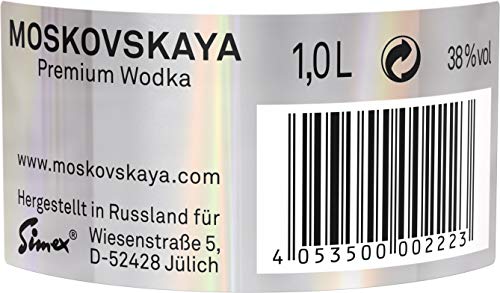 MOSKOVSKAYA
Premium Wodka
1,0 L
38%vol
www.moskovskaya.com
Hergestellt in Russland für
Simex® Wiesenstraße 5,
D-52428 Jülich
4 053500 002223